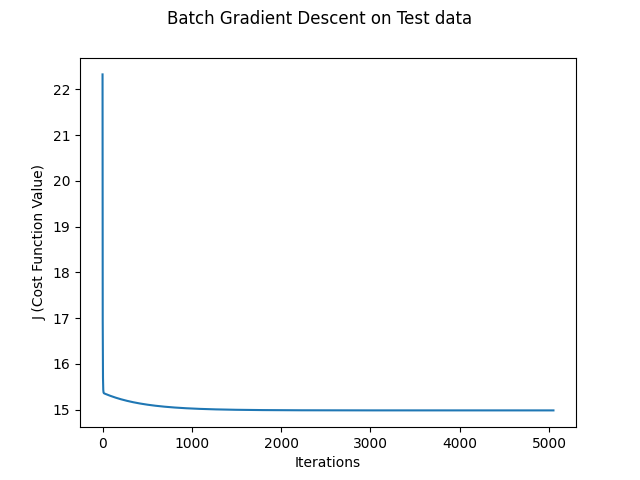 Batch Gradient Descent on Test data
22
21
20
19
18
17
16
15
J (Cost Function Value)
0 1000 2000 3000 4000 5000
Iterations